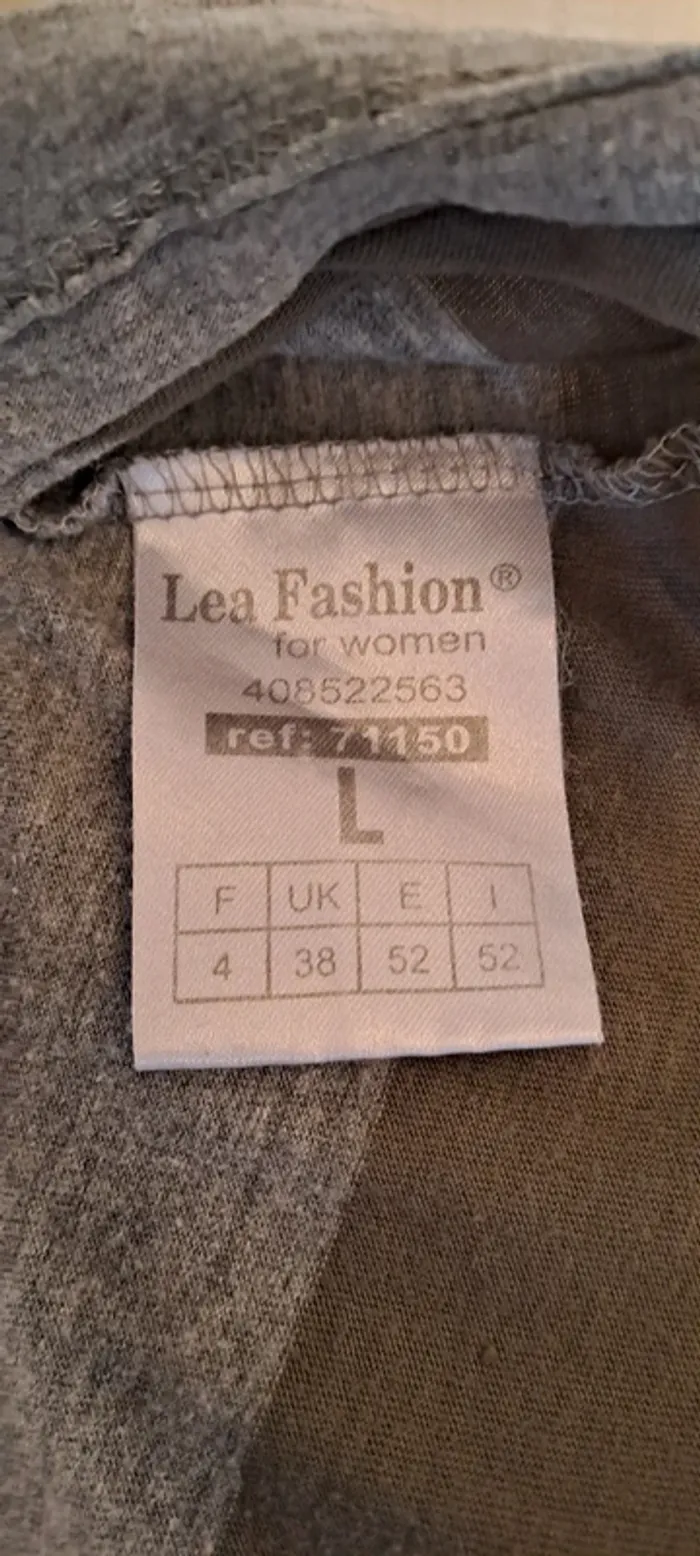 Lea Fashion®
for women
408522563
ref: 71150
L
F UK E I
4 38 52 52